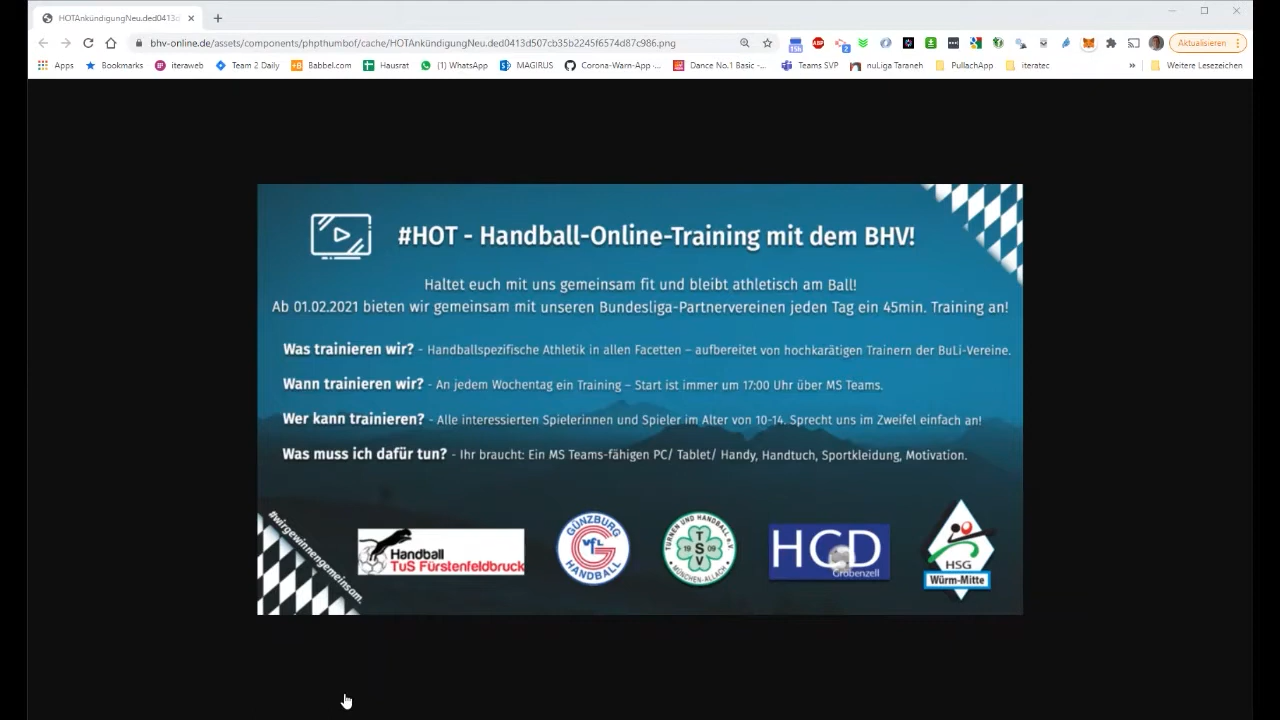 HOTAnkündigungNeu.ded0413d
bhv-online.de/assets/components/phpthumbof/cache/HOTAnkündigungNeu.ded0413d507cb35b2245f6574d87c986.png
Aktualisieren
Apps Bookmarks iteraweb Team 2 Daily Babbel.com Hausrat (1) WhatsApp MAGIRUS Corona-Warn-App -... Dance No.1 Basic -... Teams SVP nuLiga Taraneh PullachApp iteratec » Weitere Lesezeichen
#HOT - Handball-Online-Training mit dem BHV!
Haltet euch mit uns gemeinsam fit und bleibt athletisch am Ball!
Ab 01.02.2021 bieten wir gemeinsam mit unseren Bundesliga-Partnervereinen jeden Tag ein 45min. Training an!
Was trainieren wir? - Handballspezifische Athletik in allen Facetten – aufbereitet von hochkarätigen Trainern der BuLi-Vereine.
Wann trainieren wir? - An jedem Wochentag ein Training – Start ist immer um 17:00 Uhr über MS Teams.
Wer kann trainieren? - Alle interessierten Spielerinnen und Spieler im Alter von 10-14. Sprecht uns im Zweifel einfach an!
Was muss ich dafür tun? - Ihr braucht: Ein MS Teams-fähigen PC/ Tablet/ Handy, Handtuch, Sportkleidung, Motivation.
#wirgewinnengemeinsam.
Handball
TuS Fürstenfeldbruck
GÜNZBURG
VfL
HANDBALL
TURNEN UND HANDBALL e.V.
TSV
1909
MÜNCHEN-ALLACH
HCD
Gröbenzell
HSG
Würm-Mitte